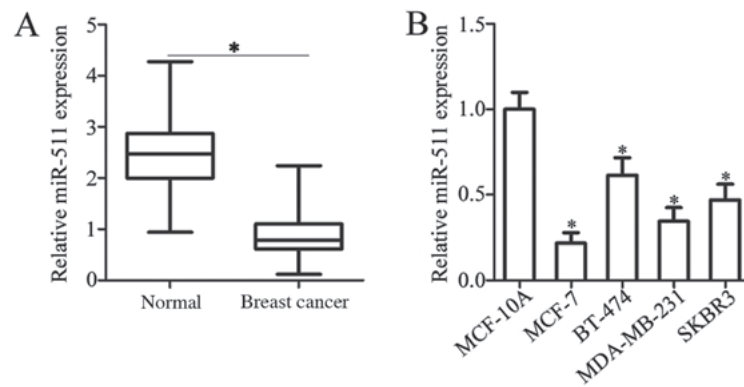 A
Relative miR-511 expression
5
4
3
2
1
0
*
Normal Breast cancer
B
Relative miR-511 expression
1.5
1.0
0.5
0.0
*
*
*
*
MCF-10A
MCF-7
BT-474
MDA-MB-231
SKBR3